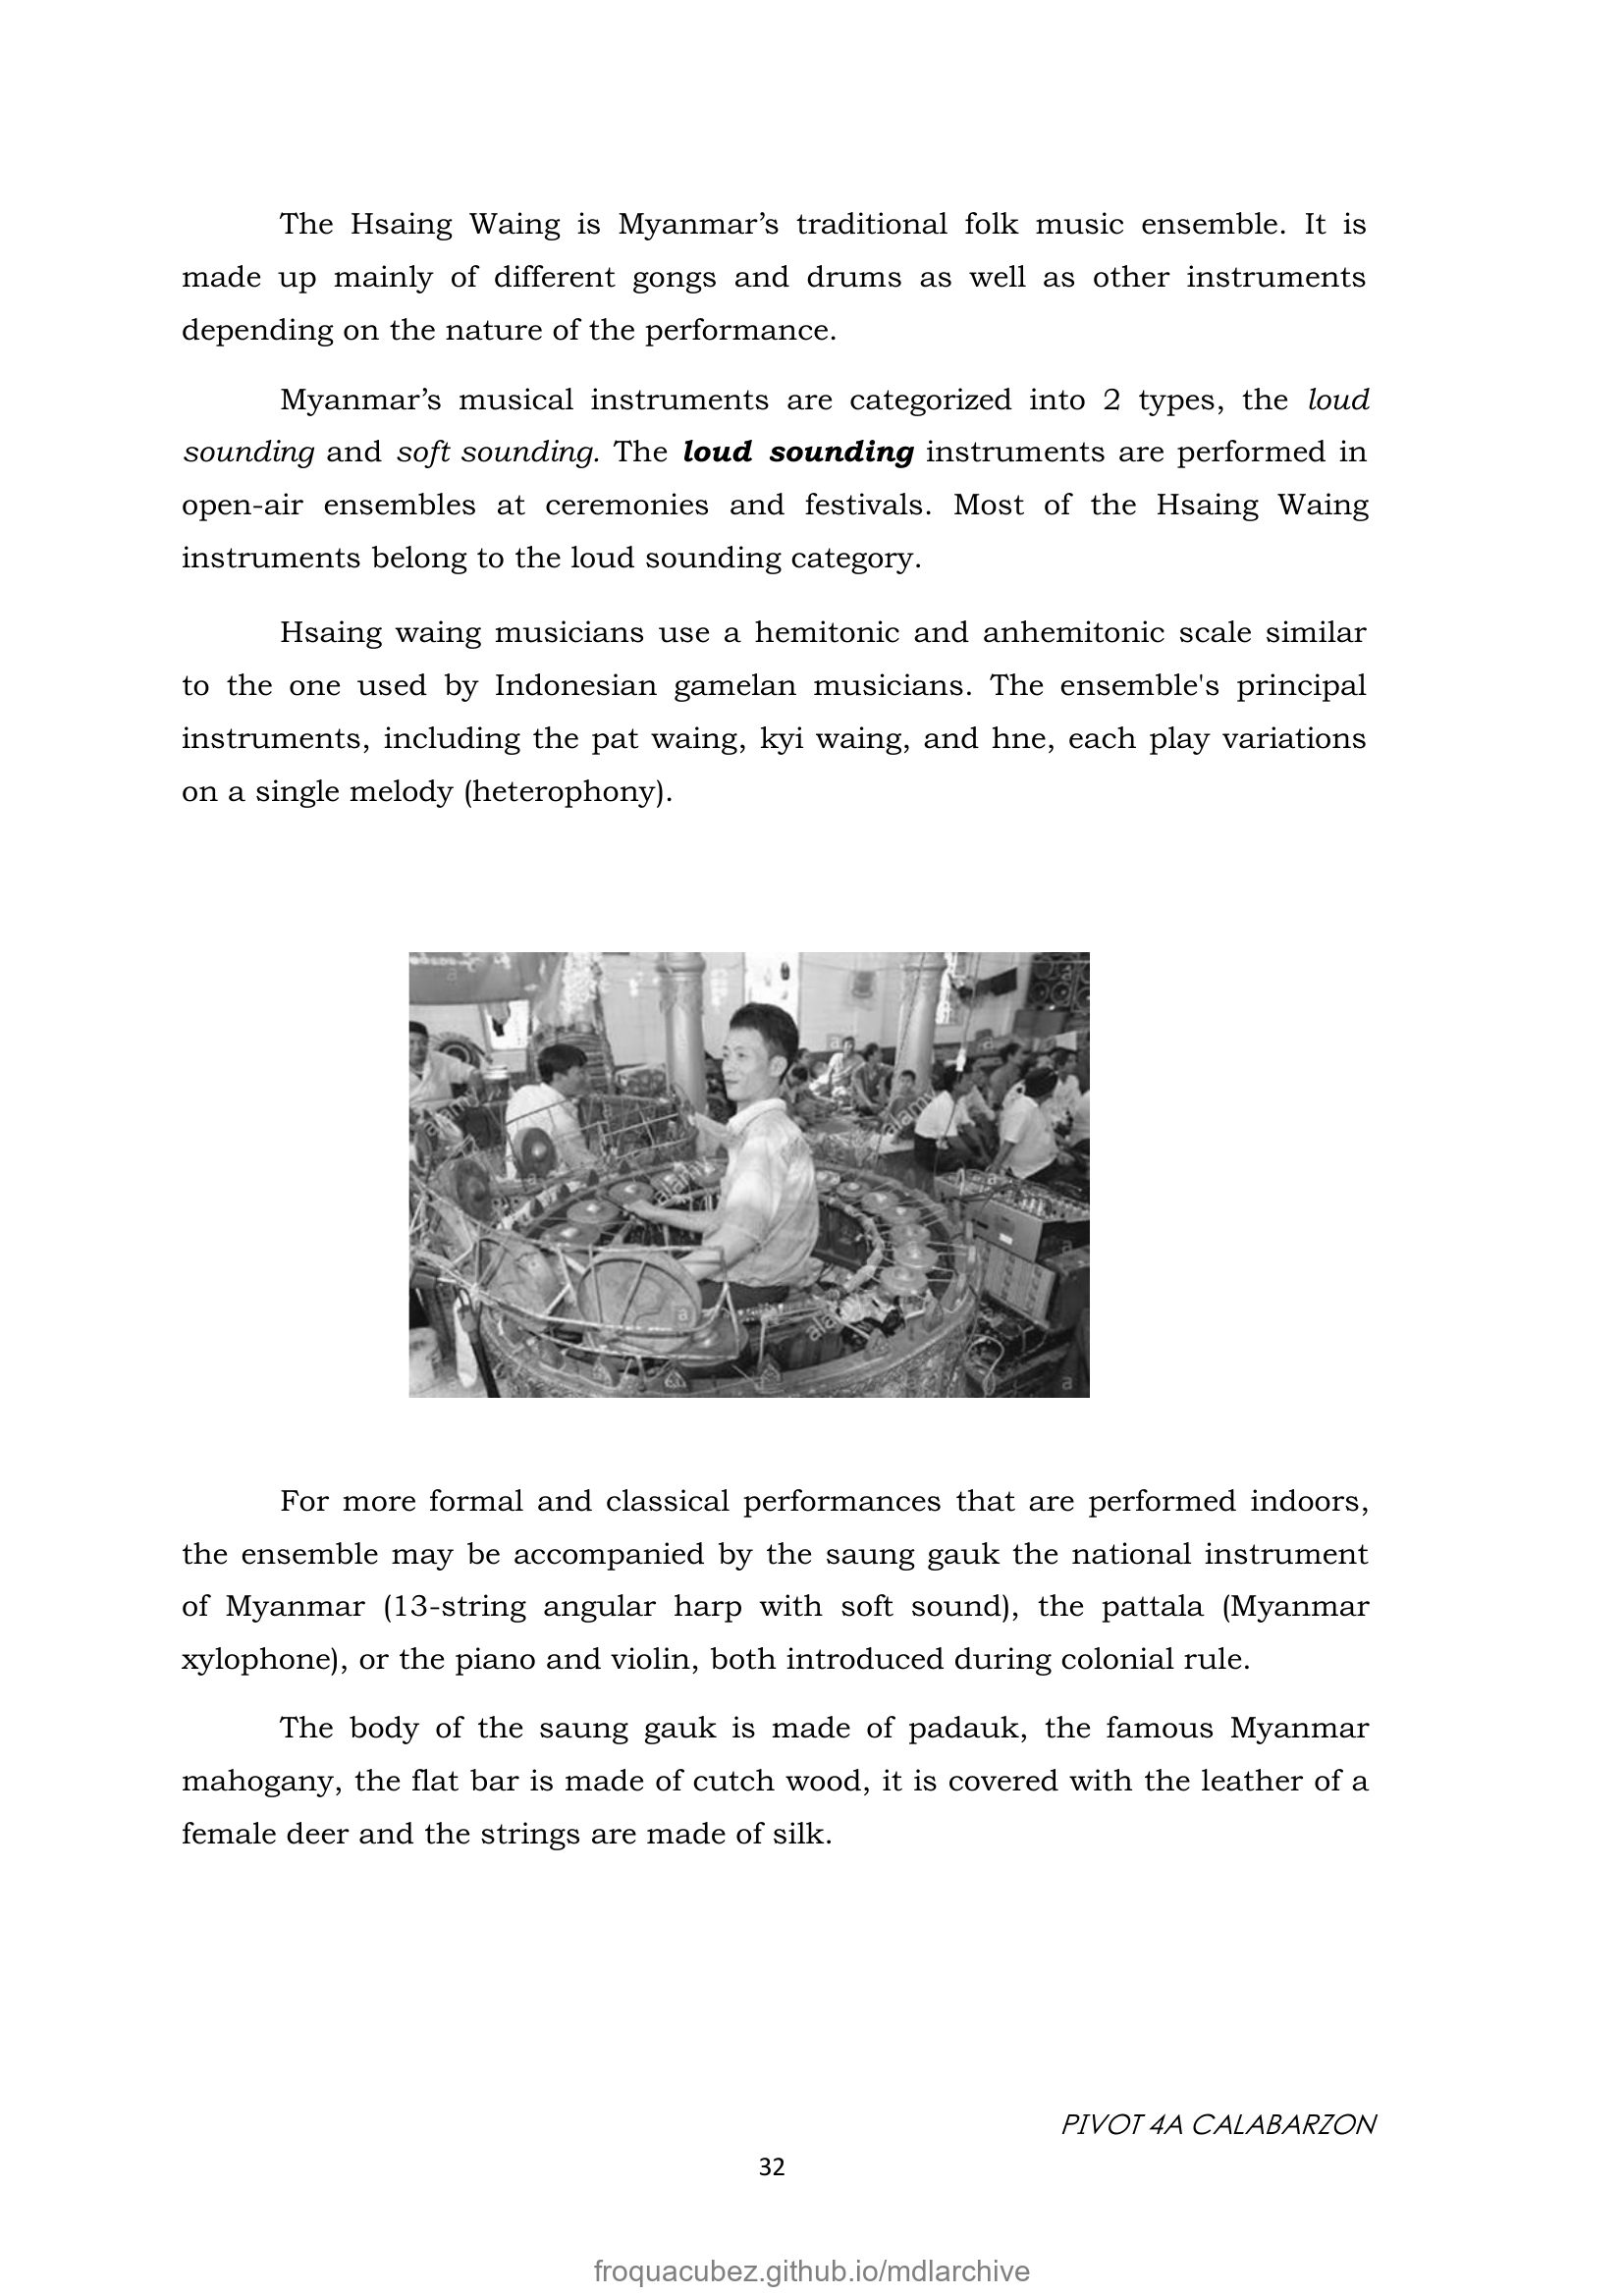 The Hsaing Waing is Myanmar’s traditional folk music ensemble. It is
made up mainly of different gongs and drums as well as other instruments
depending on the nature of the performance.
Myanmar’s musical instruments are categorized into 2 types, the loud
sounding and soft sounding. The loud sounding instruments are performed in
open-air ensembles at ceremonies and festivals. Most of the Hsaing Waing
instruments belong to the loud sounding category.
Hsaing waing musicians use a hemitonic and anhemitonic scale similar
to the one used by Indonesian gamelan musicians. The ensemble's principal
instruments, including the pat waing, kyi waing, and hne, each play variations
on a single melody (heterophony).
alamy
alamy
alamy
alamy
For more formal and classical performances that are performed indoors,
the ensemble may be accompanied by the saung gauk the national instrument
of Myanmar (13-string angular harp with soft sound), the pattala (Myanmar
xylophone), or the piano and violin, both introduced during colonial rule.
The body of the saung gauk is made of padauk, the famous Myanmar
mahogany, the flat bar is made of cutch wood, it is covered with the leather of a
female deer and the strings are made of silk.
PIVOT 4A CALABARZON
32
froquacubez.github.io/mdlarchive